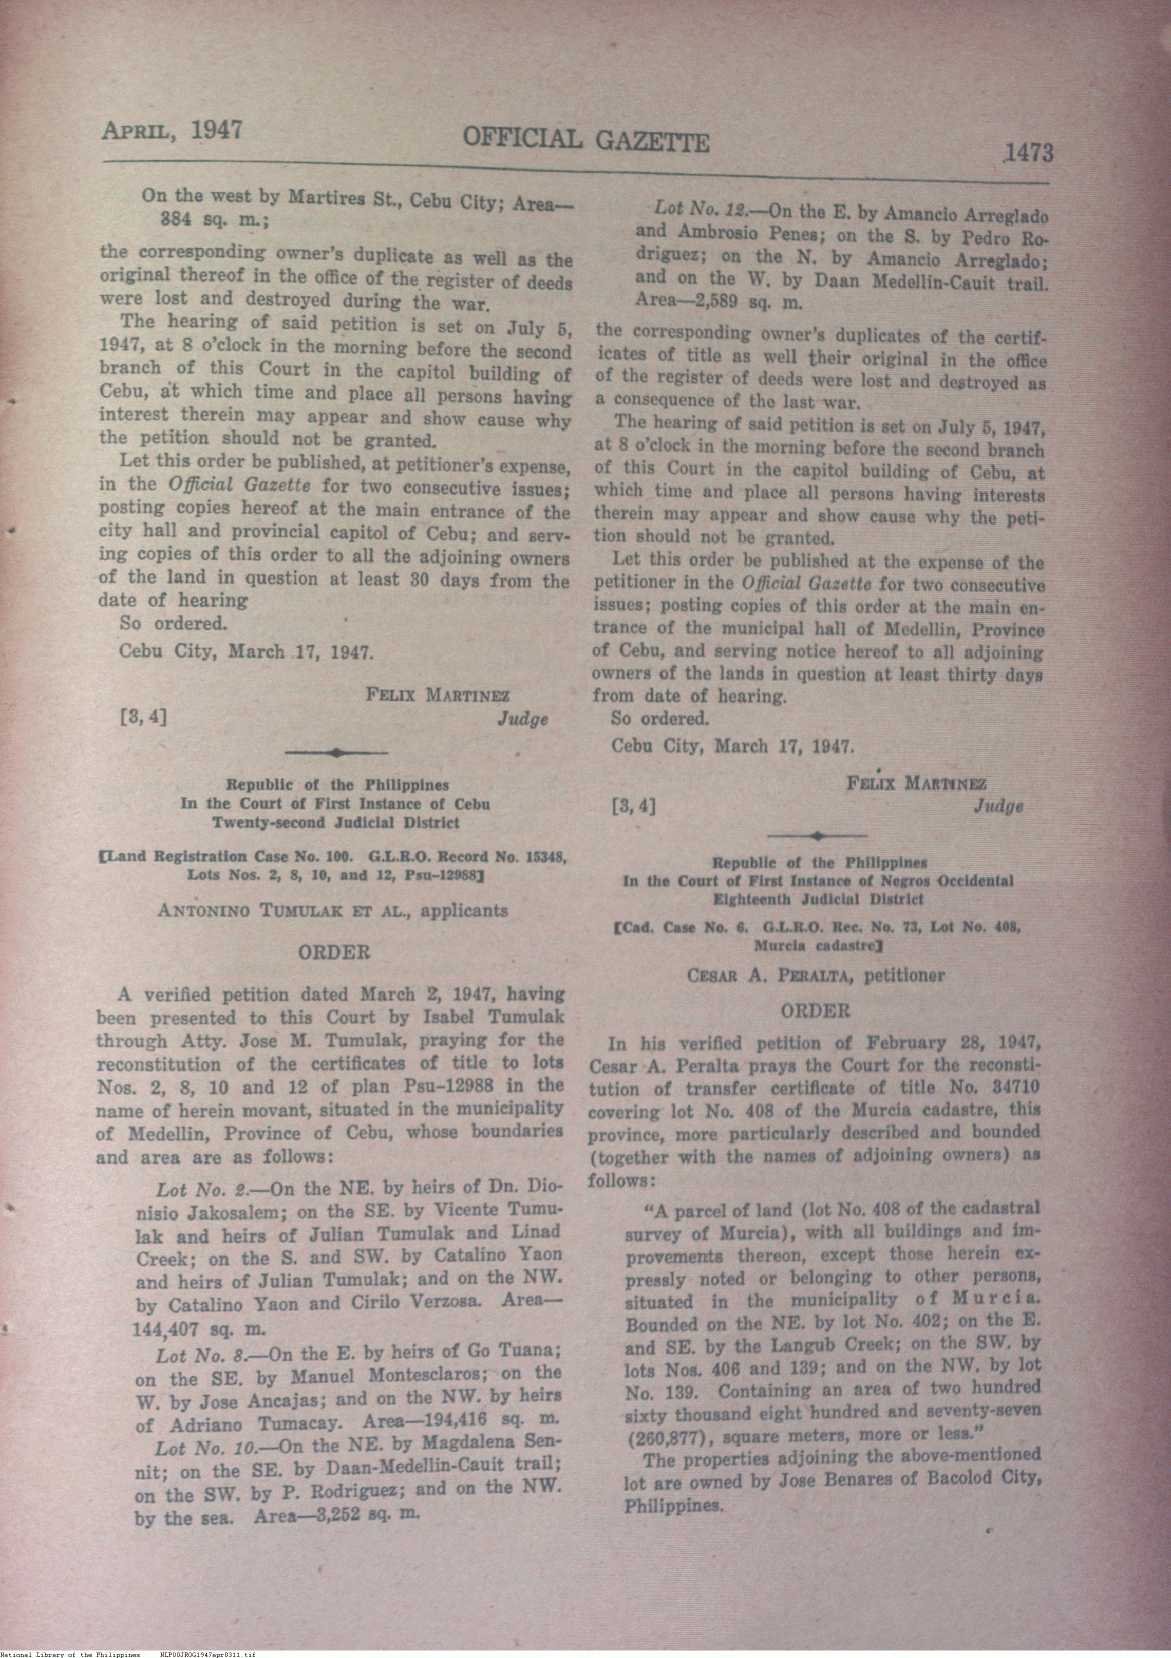 APRIL, 1947
OFFICIAL GAZETTE
1473
On the west by Martires St., Cebu City; Area—
384 sq. m.;
the corresponding owner's duplicate as well as the
original thereof in the office of the register of deeds
were lost and destroyed during the war.
The hearing of said petition is set on July 5,
1947, at 8 o'clock in the morning before the second
branch of this Court in the capitol building of
Cebu, at which time and place all persons having
interest therein may appear and show cause why
the petition should not be granted.
Let this order be published, at petitioner's expense,
in the Official Gazette for two consecutive issues;
posting copies hereof at the main entrance of the
city hall and provincial capitol of Cebu; and serv-
ing copies of this order to all the adjoining owners
of the land in question at least 30 days from the
date of hearing
So ordered.
Cebu City, March 17, 1947.
FELIX MARTINEZ
[3, 4] Judge
Republic of the Philippines
In the Court of First Instance of Cebu
Twenty-second Judicial District
[Land Registration Case No. 100. G.L.R.O. Record No. 15348,
Lots Nos. 2, 8, 10, and 12, Psu-12988]
ANTONINO TUMULAK ET AL., applicants
ORDER
A verified petition dated March 2, 1947, having
been presented to this Court by Isabel Tumulak
through Atty. Jose M. Tumulak, praying for the
reconstitution of the certificates of title to lots
Nos. 2, 8, 10 and 12 of plan Psu-12988 in the
name of herein movant, situated in the municipality
of Medellin, Province of Cebu, whose boundaries
and area are as follows:
Lot No. 2.—On the NE. by heirs of Dn. Dio-
nisio Jakosalem; on the SE. by Vicente Tumu-
lak and heirs of Julian Tumulak and Linad
Creek; on the S. and SW. by Catalino Yaon
and heirs of Julian Tumulak; and on the NW.
by Catalino Yaon and Cirilo Verzosa. Area—
144,407 sq. m.
Lot No. 8.—On the E. by heirs of Go Tuana;
on the SE. by Manuel Montesclaros; on the
W. by Jose Ancajas; and on the NW. by heirs
of Adriano Tumacay. Area—194,416 sq. m.
Lot No. 10.—On the NE. by Magdalena Sen-
nit; on the SE. by Daan-Medellin-Cauit trail;
on the SW. by P. Rodriguez; and on the NW.
by the sea. Area—3,252 sq. m.
Lot No. 12.—On the E. by Amancio Arreglado
and Ambrosio Penes; on the S. by Pedro Ro-
driguez; on the N. by Amancio Arreglado;
and on the W. by Daan Medellin-Cauit trail.
Area—2,589 sq. m.
the corresponding owner's duplicates of the certif-
icates of title as well their original in the office
of the register of deeds were lost and destroyed as
a consequence of the last war.
The hearing of said petition is set on July 5, 1947,
at 8 o'clock in the morning before the second branch
of this Court in the capitol building of Cebu, at
which time and place all persons having interests
therein may appear and show cause why the peti-
tion should not be granted.
Let this order be published at the expense of the
petitioner in the Official Gazette for two consecutive
issues; posting copies of this order at the main en-
trance of the municipal hall of Medellin, Province
of Cebu, and serving notice hereof to all adjoining
owners of the lands in question at least thirty days
from date of hearing.
So ordered.
Cebu City, March 17, 1947.
FELIX MARTINEZ
[3, 4] Judge
Republic of the Philippines
In the Court of First Instance of Negros Occidental
Eighteenth Judicial District
[Cad. Case No. 6. G.L.R.O. Rec. No. 73, Lot No. 408,
Murcia cadastre]
CESAR A. PERALTA, petitioner
ORDER
In his verified petition of February 28, 1947,
Cesar A. Peralta prays the Court for the reconsti-
tution of transfer certificate of title No. 34710
covering lot No. 408 of the Murcia cadastre, this
province, more particularly described and bounded
(together with the names of adjoining owners) as
follows:
"A parcel of land (lot No. 408 of the cadastral
survey of Murcia), with all buildings and im-
provements thereon, except those herein ex-
pressly noted or belonging to other persons,
situated in the municipality of Murcia.
Bounded on the NE. by lot No. 402; on the E.
and SE. by the Langub Creek; on the SW. by
lots Nos. 406 and 139; and on the NW. by lot
No. 139. Containing an area of two hundred
sixty thousand eight hundred and seventy-seven
(260,877), square meters, more or less."
The properties adjoining the above-mentioned
lot are owned by Jose Benares of Bacolod City,
Philippines.
National Library of the Philippines NLP00JROG1947apr0311.tif